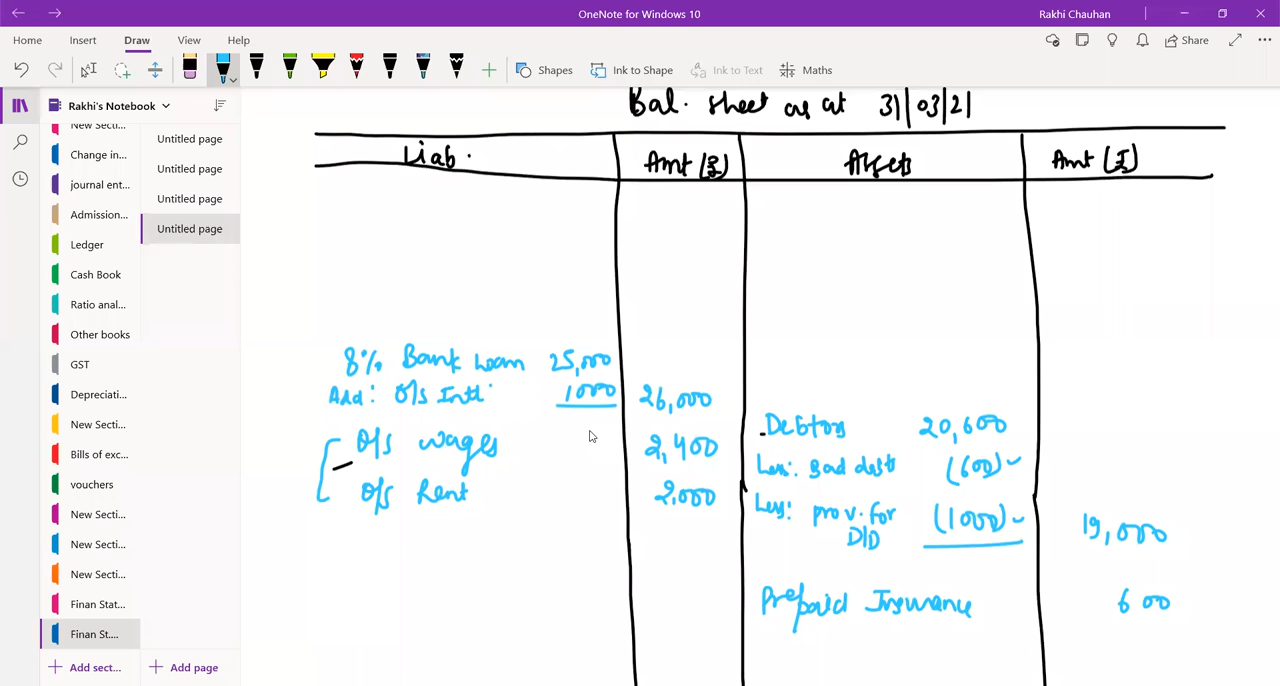 OneNote for Windows 10
Rakhi Chauhan
Home Insert Draw View Help
Share
Shapes
Ink to Shape
Ink to Text
Maths
Rakhi's Notebook
New Secti...
Change in...
journal ent...
Admission...
Ledger
Cash Book
Ratio anal...
Other books
GST
Depreciati...
New Secti...
Bills of exc...
vouchers
New Secti...
New Secti...
New Secti...
Finan Stat...
Finan St....
Add sect...
Untitled page
Untitled page
Untitled page
Untitled page
Add page
Bal. sheet as at 31/03/21
Liab. Amt (₹) Assets Amt (₹)
8% Bank Loan 25,000
Add: O/s Intt. 1000 26,000
O/s wages 2,400
O/s Rent 2,000
Debtors 20,600
Less: Bad debt (600)
Less: prov. for (1000) 19,000
D/D
Prepaid Insurance 600